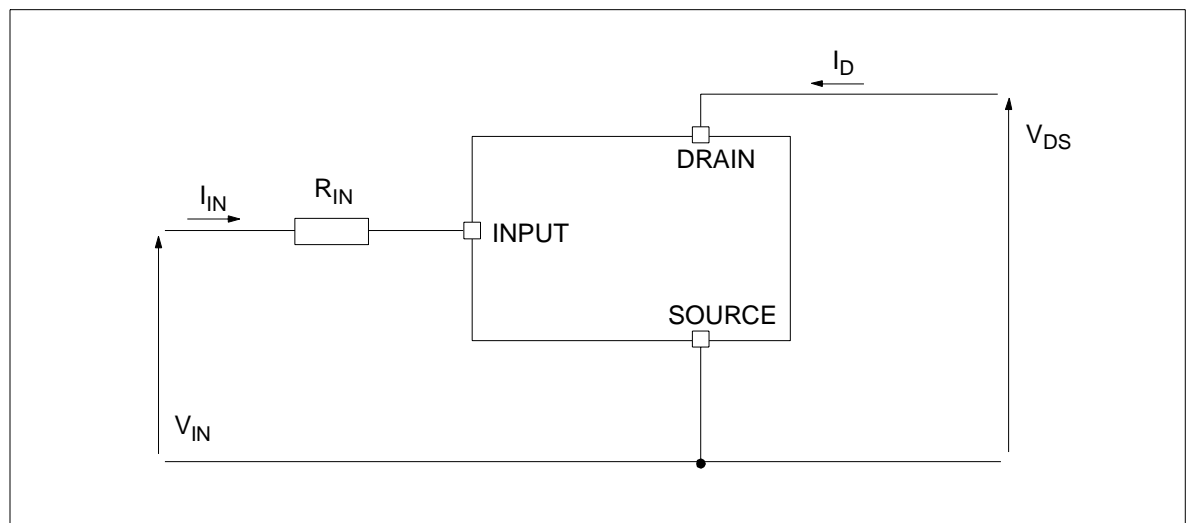 I_D
V_DS
DRAIN
R_IN
I_IN
INPUT
SOURCE
V_IN